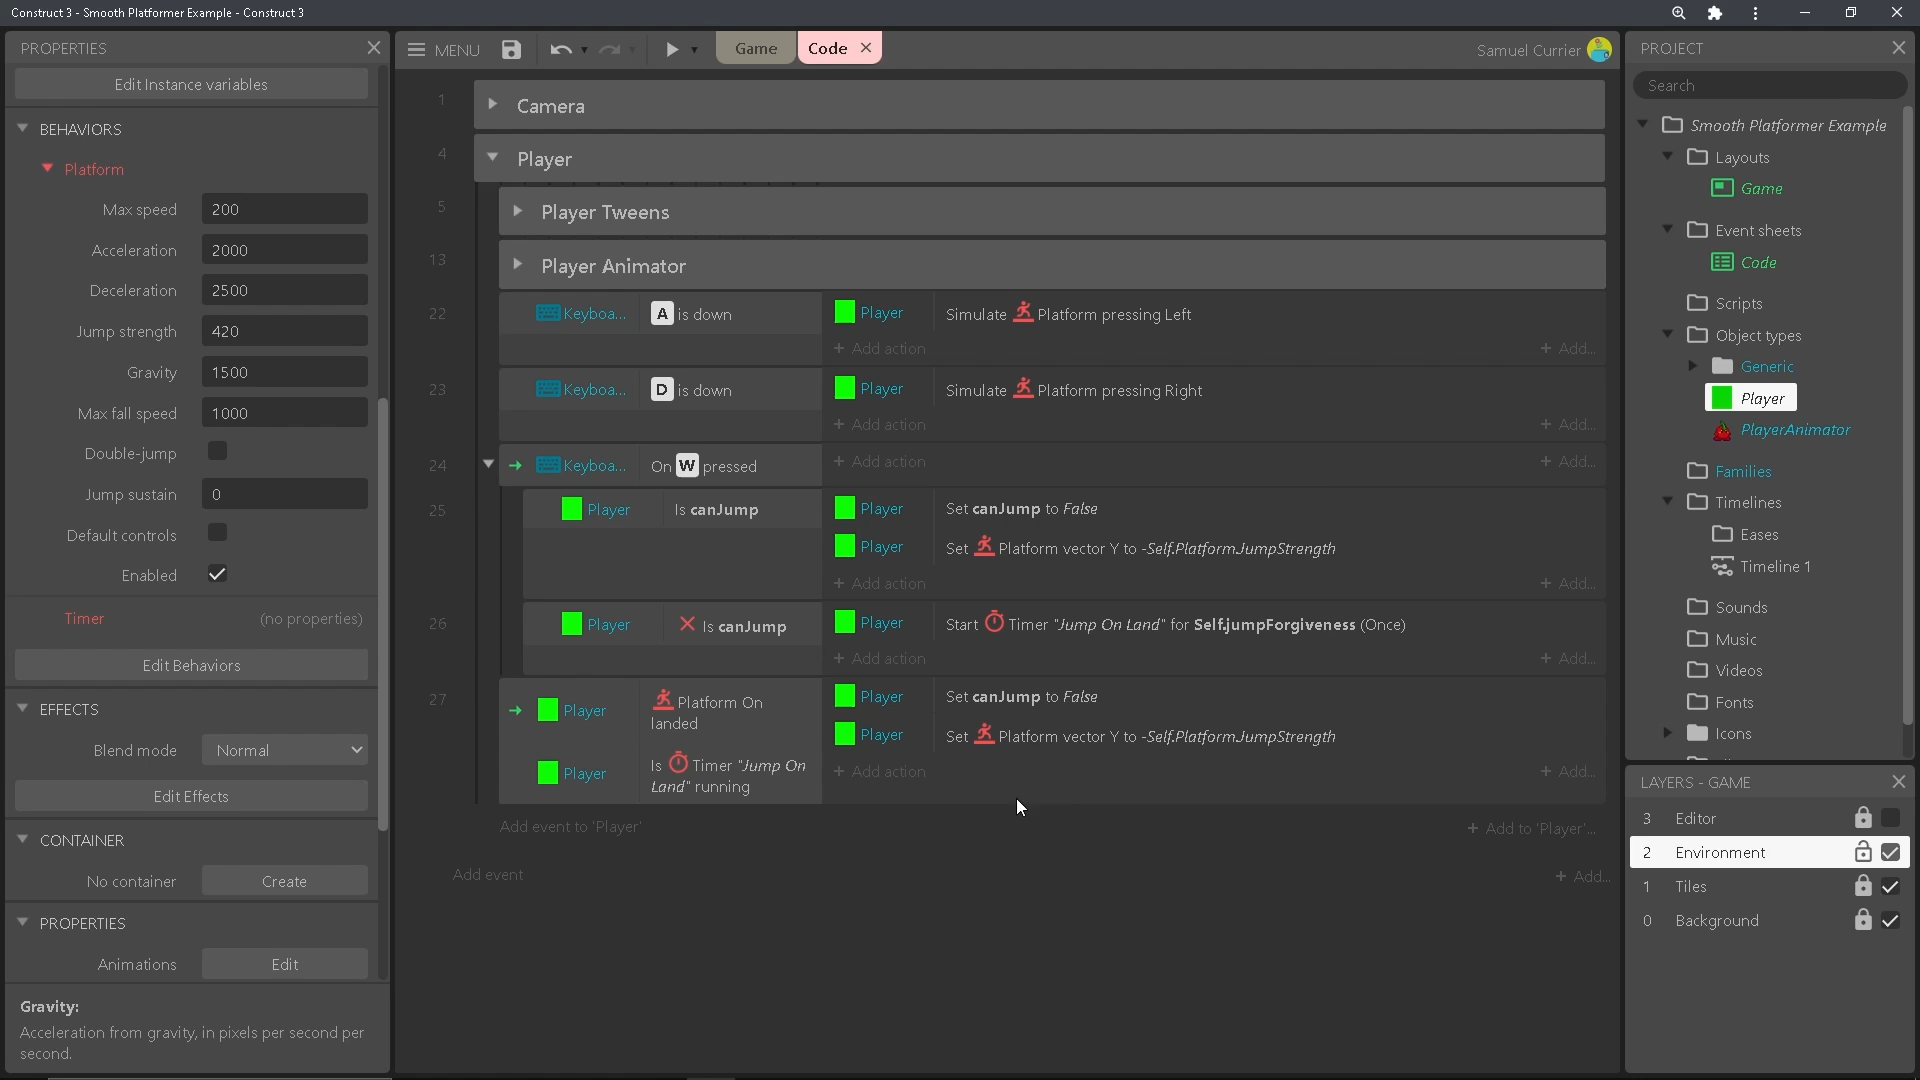 Construct 3 - Smooth Platformer Example - Construct 3
PROPERTIES
Edit Instance variables
BEHAVIORS
Platform
Max speed 200
Acceleration 2000
Deceleration 2500
Jump strength 420
Gravity 1500
Max fall speed 1000
Double-jump
Jump sustain 0
Default controls
Enabled
Timer (no properties)
Edit Behaviors
EFFECTS
Blend mode Normal
Edit Effects
CONTAINER
No container Create
PROPERTIES
Animations Edit
Gravity:
Acceleration from gravity, in pixels per second per
second.
MENU
Game
Code
Samuel Currier
1 Camera
4 Player
5 Player Tweens
13 Player Animator
22 Keyboa... A is down Player Simulate Platform pressing Left
+ Add action + Add...
23 Keyboa... D is down Player Simulate Platform pressing Right
+ Add action + Add...
24 Keyboa... On W pressed + Add action + Add...
25 Player Is canJump Player Set canJump to False
Player Set Platform vector Y to -Self.Platform.JumpStrength
+ Add action + Add...
26 Player Is canJump Player Start Timer "Jump On Land" for Self.jumpForgiveness (Once)
+ Add action + Add...
27 Player Platform On
landed
Player Set canJump to False
Player Set Platform vector Y to -Self.Platform.JumpStrength
Player Is Timer "Jump On
Land" running
+ Add action + Add...
Add event to 'Player' + Add to 'Player'...
Add event + Add...
PROJECT
Search
Smooth Platformer Example
Layouts
Game
Event sheets
Code
Scripts
Object types
Generic
Player
PlayerAnimator
Families
Timelines
Eases
Timeline 1
Sounds
Music
Videos
Fonts
Icons
LAYERS - GAME
3 Editor
2 Environment
1 Tiles
0 Background